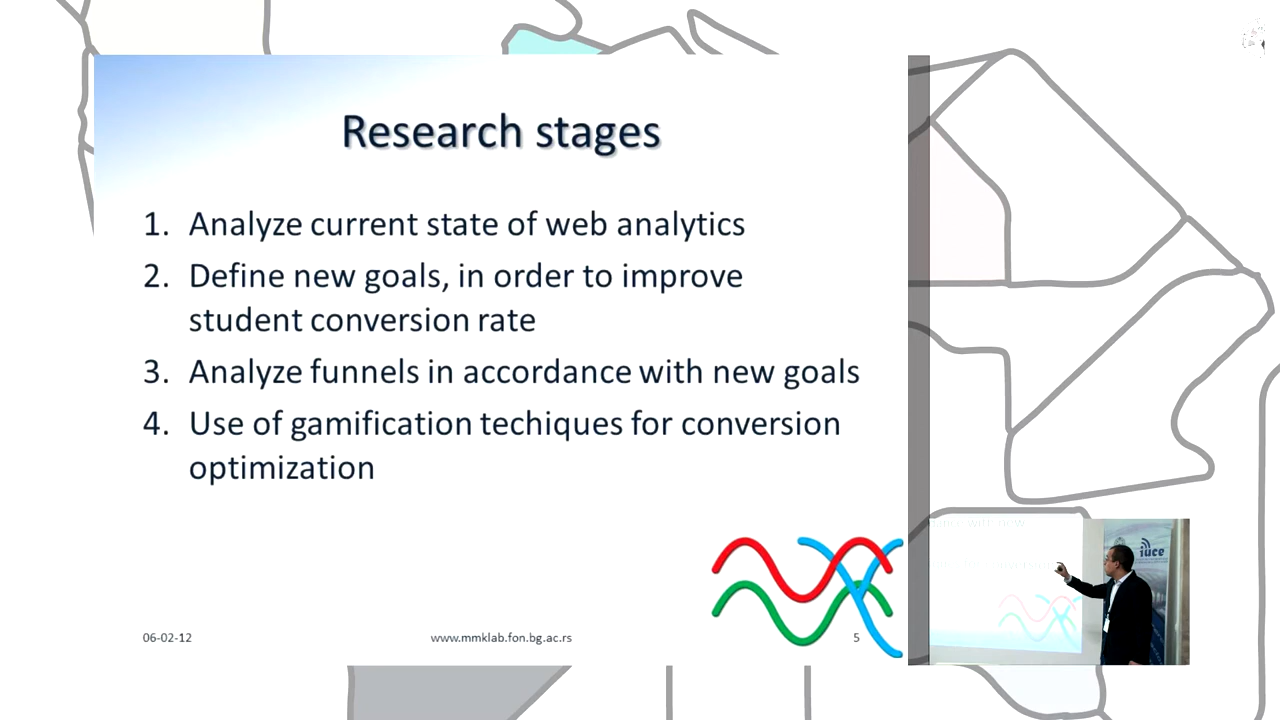 Research stages
1. Analyze current state of web analytics
2. Define new goals, in order to improve
student conversion rate
3. Analyze funnels in accordance with new goals
4. Use of gamification techiques for conversion
optimization
06-02-12
www.mmklab.fon.bg.ac.rs
5
iuce